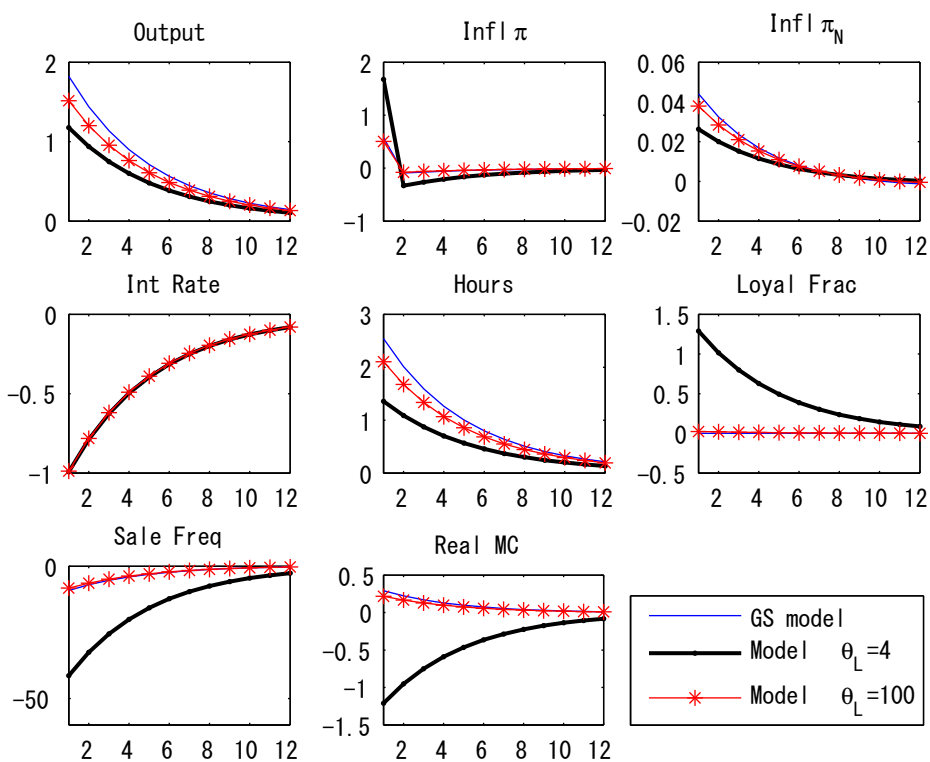 Output
2
1
0
2 4 6 8 10 12
Infl π
2
1
0
−1
2 4 6 8 10 12
Infl π_N
0.06
0.04
0.02
0
−0.02
2 4 6 8 10 12
Int Rate
0
−0.5
−1
2 4 6 8 10 12
Hours
3
2
1
0
2 4 6 8 10 12
Loyal Frac
1.5
1
0.5
0
−0.5
2 4 6 8 10 12
Sale Freq
0
−50
2 4 6 8 10 12
Real MC
0.5
0
−0.5
−1
−1.5
2 4 6 8 10 12
GS model
Model θ_L=4
Model θ_L=100